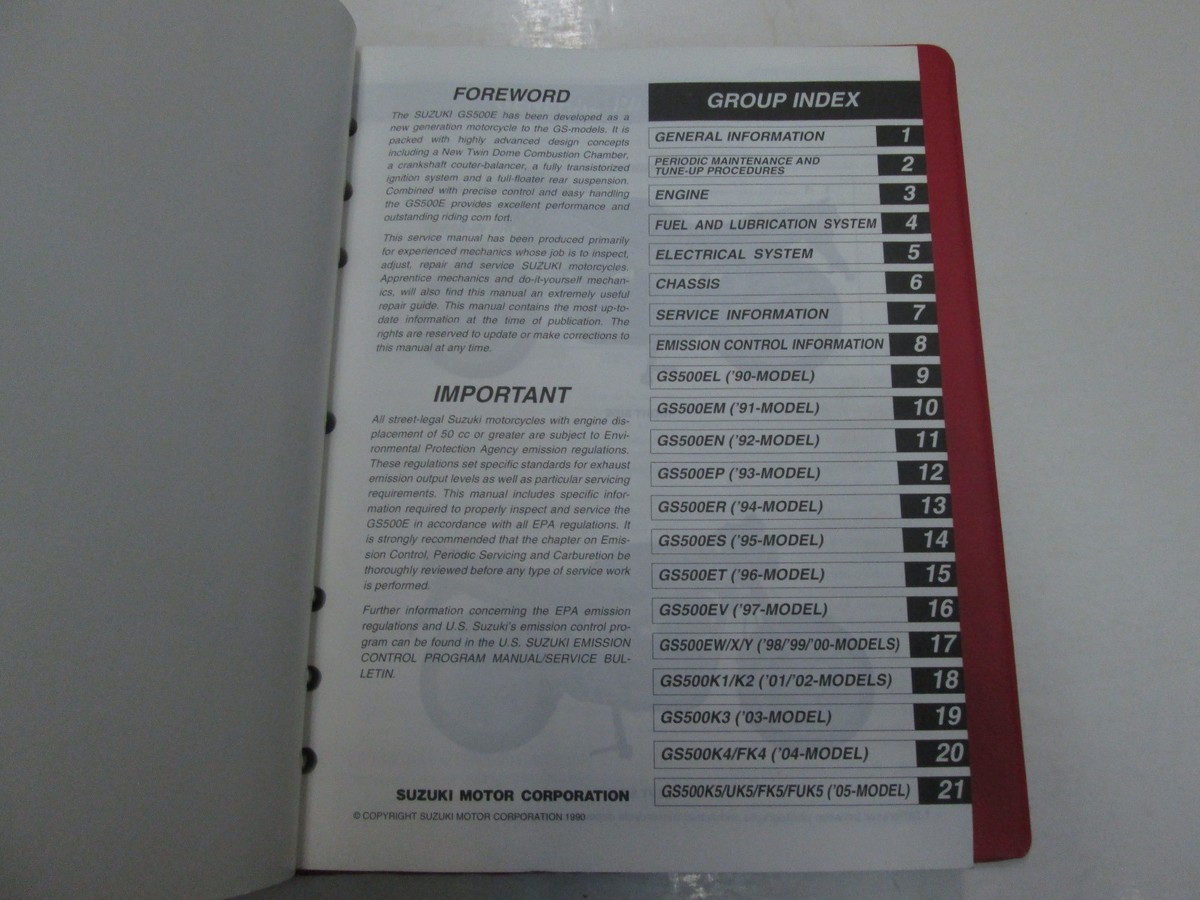 FOREWORD
The SUZUKI GS500E has been developed as a
new generation motorcycle to the GS-models. It is
packed with highly advanced design concepts
including a New Twin Dome Combustion Chamber,
a crankshaft couter-balancer, a fully transistorized
ignition system and a full-floater rear suspension.
Combined with precise control and easy handling
the GS500E provides excellent performance and
outstanding riding com fort.
This service manual has been produced primarily
for experienced mechanics whose job is to inspect,
adjust, repair and service SUZUKI motorcycles.
Apprentice mechanics and do-it-yourself mechan-
ics, will also find this manual an extremely useful
repair guide. This manual contains the most up-to-
date information at the time of publication. The
rights are reserved to update or make corrections to
this manual at any time.
IMPORTANT
All street-legal Suzuki motorcycles with engine dis-
placement of 50 cc or greater are subject to Envi-
ronmental Protection Agency emission regulations.
These regulations set specific standards for exhaust
emission output levels as well as particular servicing
requirements. This manual includes specific infor-
mation required to properly inspect and service the
GS500E in accordance with all EPA regulations. It
is strongly recommended that the chapter on Emis-
sion Control, Periodic Servicing and Carburetion be
thoroughly reviewed before any type of service work
is performed.
Further information concerning the EPA emission
regulations and U.S. Suzuki's emission control pro-
gram can be found in the U.S. SUZUKI EMISSION
CONTROL PROGRAM MANUAL/SERVICE BUL-
LETIN.
SUZUKI MOTOR CORPORATION
© COPYRIGHT SUZUKI MOTOR CORPORATION 1990
GROUP INDEX
GENERAL INFORMATION 1
PERIODIC MAINTENANCE AND
TUNE-UP PROCEDURES 2
ENGINE 3
FUEL AND LUBRICATION SYSTEM 4
ELECTRICAL SYSTEM 5
CHASSIS 6
SERVICE INFORMATION 7
EMISSION CONTROL INFORMATION 8
GS500EL ('90-MODEL) 9
GS500EM ('91-MODEL) 10
GS500EN ('92-MODEL) 11
GS500EP ('93-MODEL) 12
GS500ER ('94-MODEL) 13
GS500ES ('95-MODEL) 14
GS500ET ('96-MODEL) 15
GS500EV ('97-MODEL) 16
GS500EW/X/Y ('98/'99/'00-MODELS) 17
GS500K1/K2 ('01/'02-MODELS) 18
GS500K3 ('03-MODEL) 19
GS500K4/FK4 ('04-MODEL) 20
GS500K5/UK5/FK5/FUK5 ('05-MODEL) 21